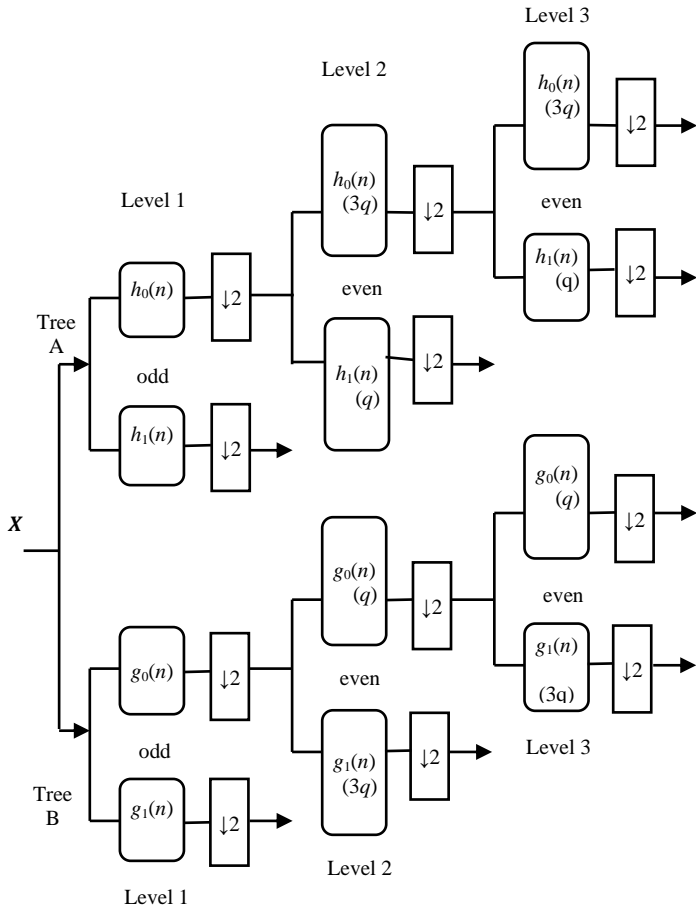 Level 3
Level 2
h₀(n)
(3q)
↓2
h₀(n)
(3q)
↓2
Level 1
even
h₁(n)
(q)
↓2
h₀(n)
↓2
even
Tree
A
odd
h₁(n)
(q)
↓2
h₁(n)
↓2
g₀(n)
(q)
↓2
X
g₀(n)
(q)
↓2
even
g₀(n)
↓2
even
g₁(n)
(3q)
↓2
odd
g₁(n)
(3q)
↓2
Level 3
Tree
B
g₁(n)
↓2
Level 2
Level 1